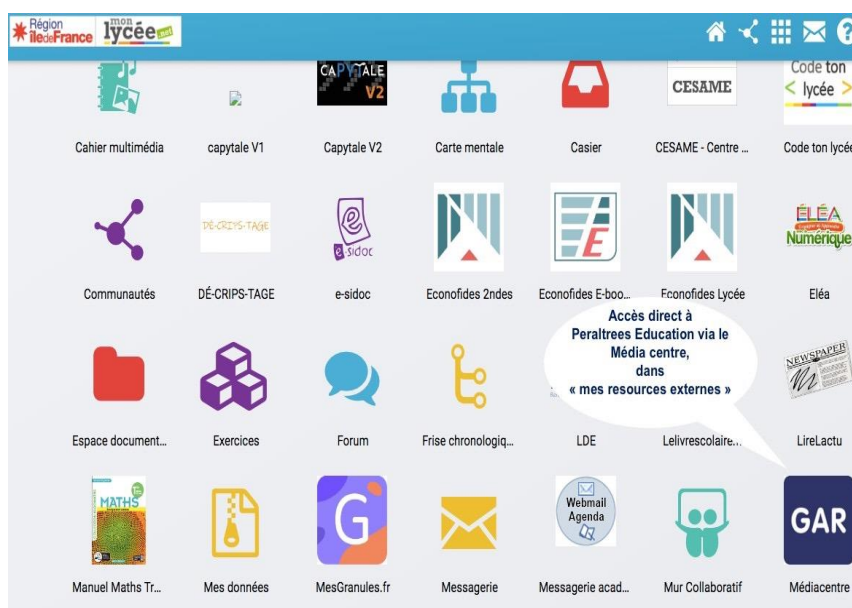 Région
îledeFrance
mon
lycée.net
?
CAPYTALE
V2
CESAME
Code ton
< lycée >
Cahier multimédia
capytale V1
Capytale V2
Carte mentale
Casier
CESAME - Centre ...
Code ton lycée
DÉ-CRIPS-TAGE
e-sidoc
E
ÉLÉA
Numérique
Communautés
DÉ-CRIPS-TAGE
e-sidoc
Econofides 2ndes
Econofides E-boo...
Econofides Lycée
Eléa
Accès direct à
Peraltrees Education via le
Média centre,
dans
« mes resources externes »
NEWSPAPER
Espace document...
Exercices
Forum
Frise chronologiq...
LDE
Lelivrescolaire...
LireLactu
MATHS
G
Webmail
Agenda
GAR
Manuel Maths Tr...
Mes données
MesGranules.fr
Messagerie
Messagerie acad...
Mur Collaboratif
Médiacentre